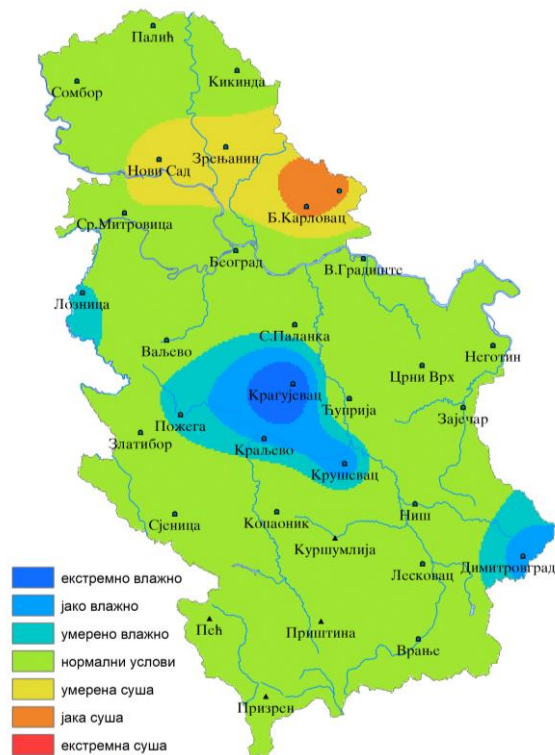 Палић
Кикинда
Сомбор
Зрењанин
Нови Сад
Б.Карловац
Ср.Митровица
Београд
В.Градиште
Лозница
С.Паланка
Ваљево
Неготин
Црни Врх
Крагујевац
Ћуприја
Зајечар
Пожега
Златибор
Краљево
Крушевац
Ниш
Сјеница
Копаоник
Куршумлија
Димитровград
Лесковац
екстремно влажно
јако влажно
умерено влажно
нормални услови
умерена суша
јака суша
екстремна суша
Пећ
Приштина
Врање
Призрен